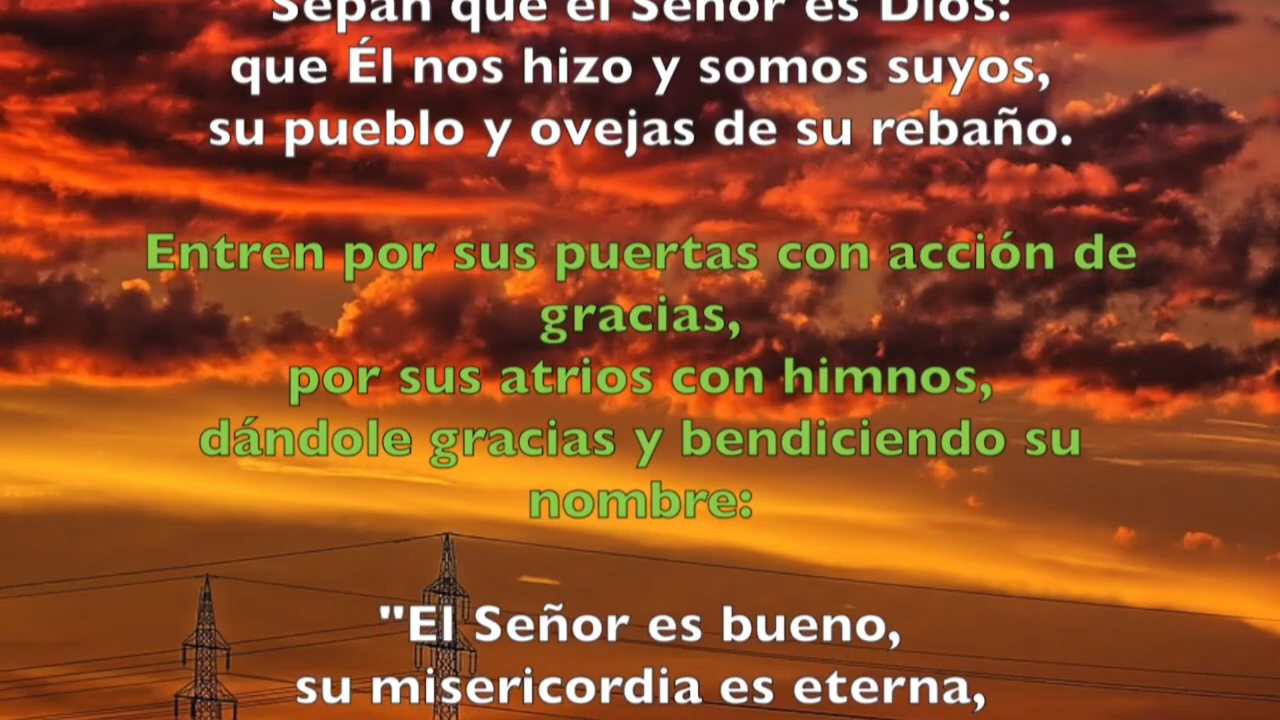 Sepan que el Señor es Dios:
que Él nos hizo y somos suyos,
su pueblo y ovejas de su rebaño.
Entren por sus puertas con acción de
gracias,
por sus atrios con himnos,
dándole gracias y bendiciendo su
nombre:
"El Señor es bueno,
su misericordia es eterna,